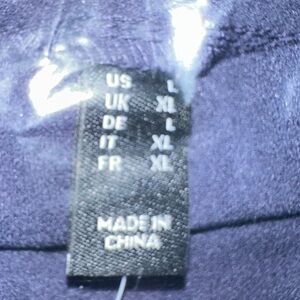 US L
UK XL
DE L
IT XL
FR XL
MADE IN
CHINA